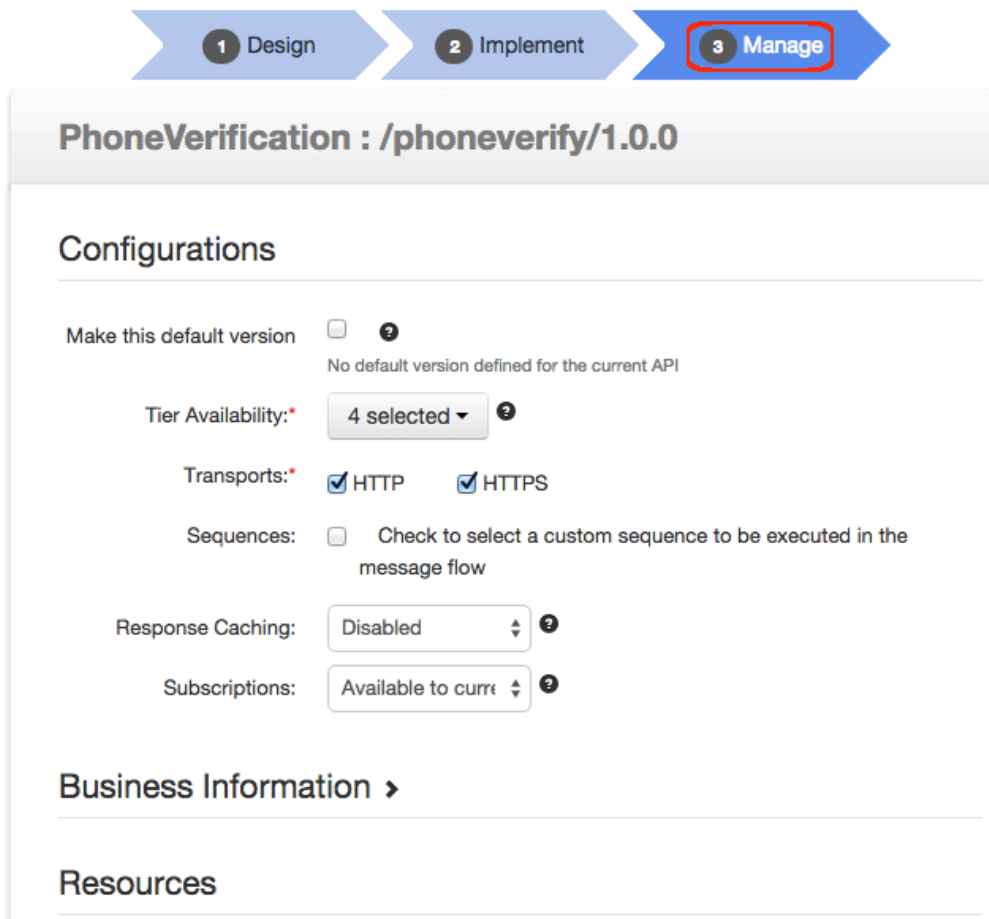 1 Design
2 Implement
3 Manage
PhoneVerification : /phoneverify/1.0.0
Configurations
Make this default version
No default version defined for the current API
Tier Availability:*
4 selected
Transports:*
HTTP
HTTPS
Sequences:
Check to select a custom sequence to be executed in the
message flow
Response Caching:
Disabled
Subscriptions:
Available to curre
Business Information
Resources